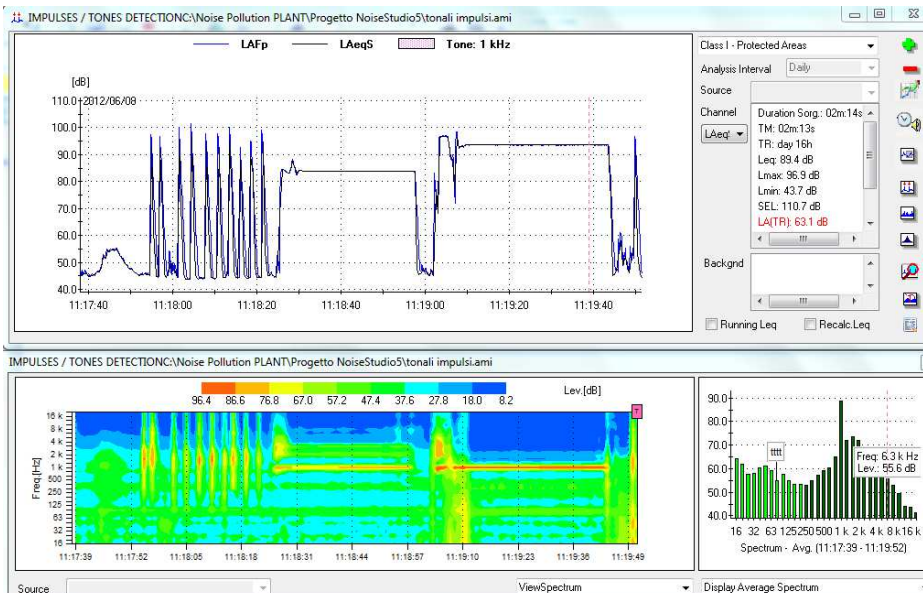 IMPULSES / TONES DETECTIONC:\Noise Pollution PLANT\Progetto NoiseStudio5\tonali impulsi.ami
LAFp LAeqS Tone: 1 kHz
[dB]
2012/06/08
110.0
100.0
90.0
80.0
70.0
60.0
50.0
40.0
11:17:40 11:18:00 11:18:20 11:18:40 11:19:00 11:19:20 11:19:40
Class I - Protected Areas
Analysis Interval Daily
Source
Channel
LAeq
Duration Sorg.: 02m:14s
TM: 02m:13s
TR: day 16h
Leq: 89.4 dB
Lmax: 96.9 dB
Lmin: 43.7 dB
SEL: 110.7 dB
LA(TR): 63.1 dB
Backgnd
Running Leq Recalc.Leq
IMPULSES / TONES DETECTIONC:\Noise Pollution PLANT\Progetto NoiseStudio5\tonali impulsi.ami
96.4 86.6 76.8 67.0 57.2 47.4 37.6 27.8 18.0 8.2
Lev.[dB]
T
Freq.[Hz]
16 k
8 k
4 k
2 k
1 k
500
250
125
63
32
16
11:17:39 11:17:52 11:18:05 11:18:18 11:18:31 11:18:44 11:18:57 11:19:10 11:19:23 11:19:36 11:19:49
90.0
80.0
70.0
60.0
50.0
40.0
tttt
Freq: 6.3 k Hz
Lev.: 55.6 dB
16 32 63 125 250 500 1 k 2 k 4 k 8 k 16 k
Spectrum - Avg. (11:17:39 - 11:19:52)
Source
ViewSpectrum
Display Average Spectrum